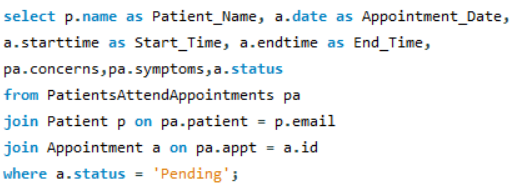 select p.name as Patient_Name, a.date as Appointment_Date,
a.starttime as Start_Time, a.endtime as End_Time,
pa.concerns,pa.symptoms,a.status
from PatientsAttendAppointments pa
join Patient p on pa.patient = p.email
join Appointment a on pa.appt = a.id
where a.status = 'Pending';